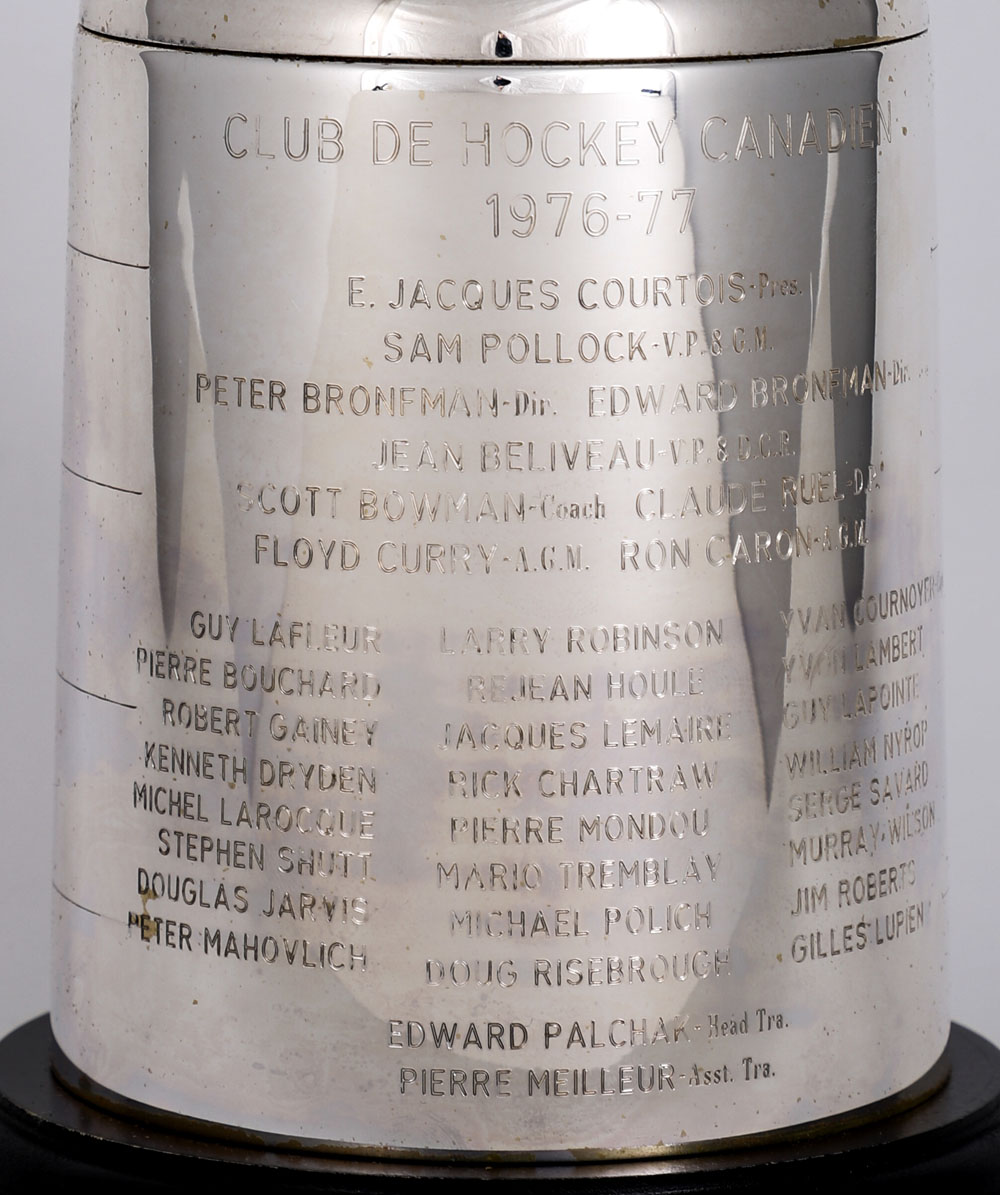 CLUB DE HOCKEY CANADIEN
1976-77
E. JACQUES COURTOIS-Pres.
SAM POLLOCK-V.P. & G.M.
PETER BRONFMAN-Dir. EDWARD BRONFMAN-Dir.
JEAN BELIVEAU-V.P. & D.C.R.
SCOTT BOWMAN-Coach CLAUDE RUEL-D.P.
FLOYD CURRY-A.G.M. RON CARON-A.G.M.
GUY LAFLEUR LARRY ROBINSON YVAN COURNOYER
PIERRE BOUCHARD REJEAN HOULE YVON LAMBERT
ROBERT GAINEY JACQUES LEMAIRE GUY LAPOINTE
KENNETH DRYDEN RICK CHARTRAW WILLIAM NYROP
MICHEL LAROCQUE PIERRE MONDOU SERGE SAVARD
STEPHEN SHUTT MARIO TREMBLAY MURRAY WILSON
DOUGLAS JARVIS MICHAEL POLICH JIM ROBERTS
PETER MAHOVLICH DOUG RISEBROUGH GILLES LUPIEN
EDWARD PALCHAK-Head Tra.
PIERRE MEILLEUR-Asst. Tra.